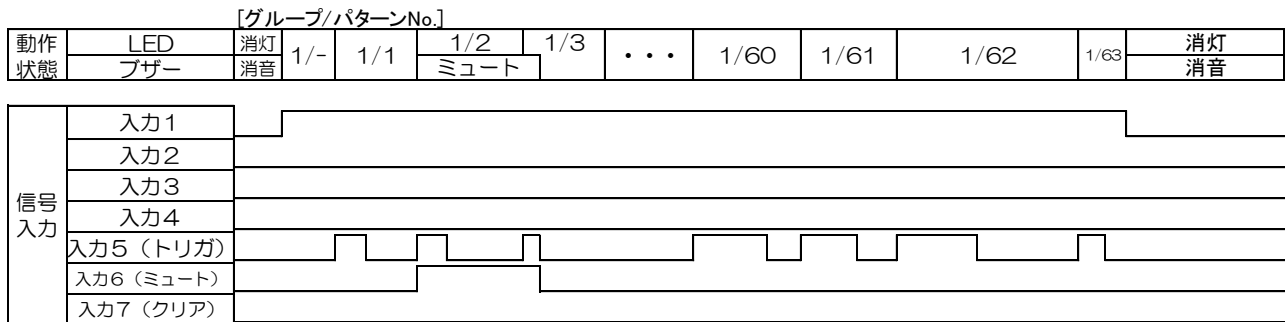 [グループ/パターンNo.]
動作 LED 消灯 1/- 1/1 1/2 1/3 ・・・ 1/60 1/61 1/62 1/63 消灯
状態 ブザー 消音 ミュート 消音
入力1
入力2
入力3
信号 入力4
入力 入力5(トリガ)
入力6(ミュート)
入力7(クリア)